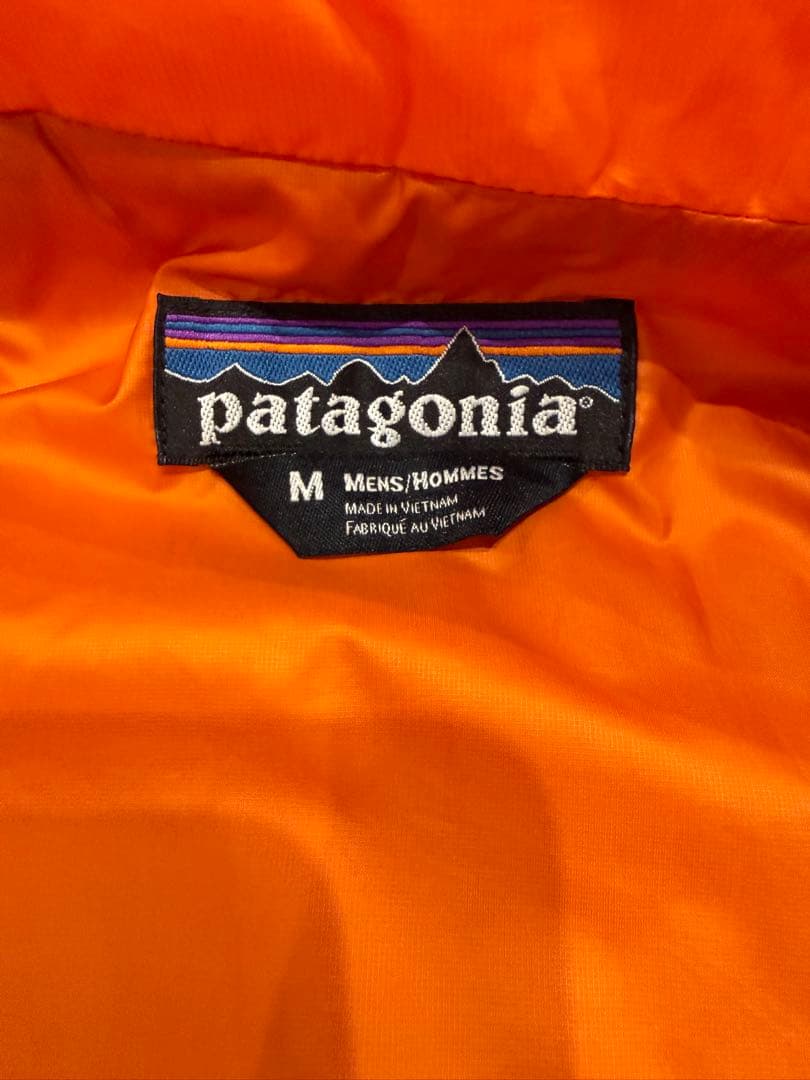 patagonia®
M MENS/HOMMES
MADE IN VIETNAM
FABRIQUÉ AU VIETNAM